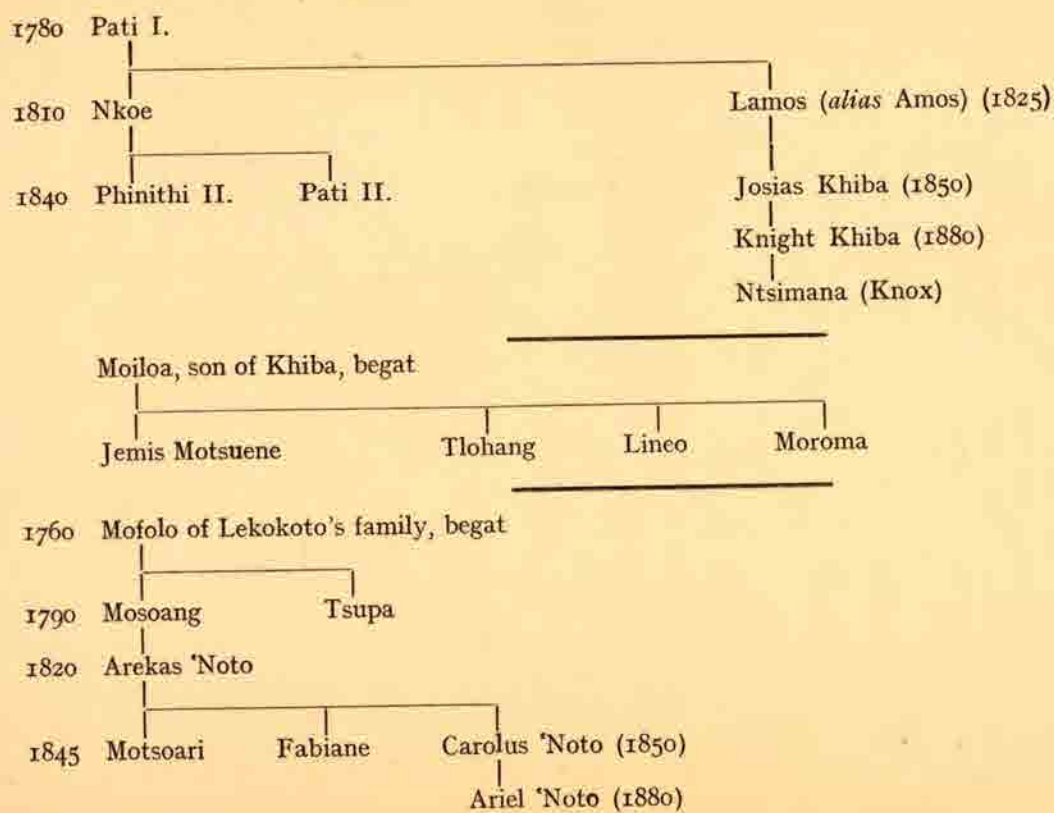 1780 Pati I.
1810 Nkoe Lamos (alias Amos) (1825)
1840 Phinithi II. Pati II. Josias Khiba (1850)
Knight Khiba (1880)
Ntsimana (Knox)
Moiloa, son of Khiba, begat
Jemis Motsuene Tlohang Lineo Moroma
1760 Mofolo of Lekokoto's family, begat
1790 Mosoang Tsupa
1820 Arekas 'Noto
1845 Motsoari Fabiane Carolus 'Noto (1850)
Ariel 'Noto (1880)